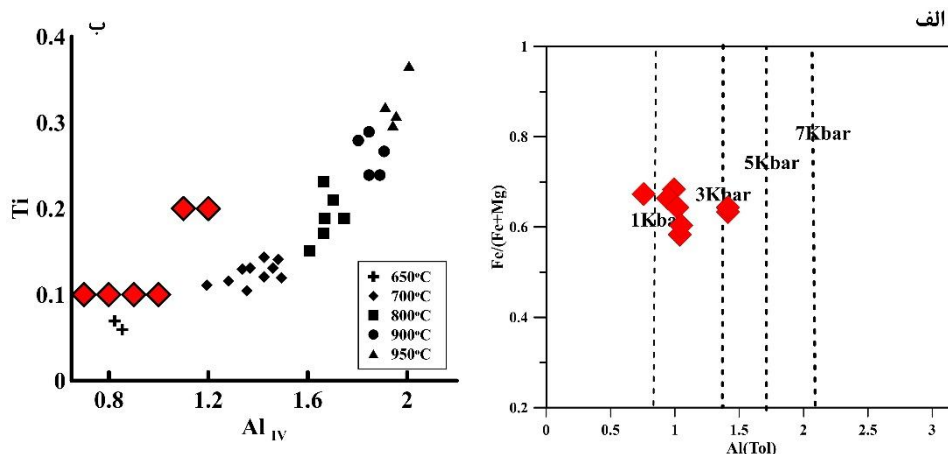 ب
الف
Ti
0.4
0.3
0.2
0.1
0
0.8
1.2
1.6
2
Al IV
650°C
700°C
800°C
900°C
950°C
Fe/(Fe+Mg)
1
0.8
0.6
0.4
0.2
0
0.5
1
1.5
2
2.5
3
Al(Tol)
1Kba
3Kbar
5Kbar
7Kbar